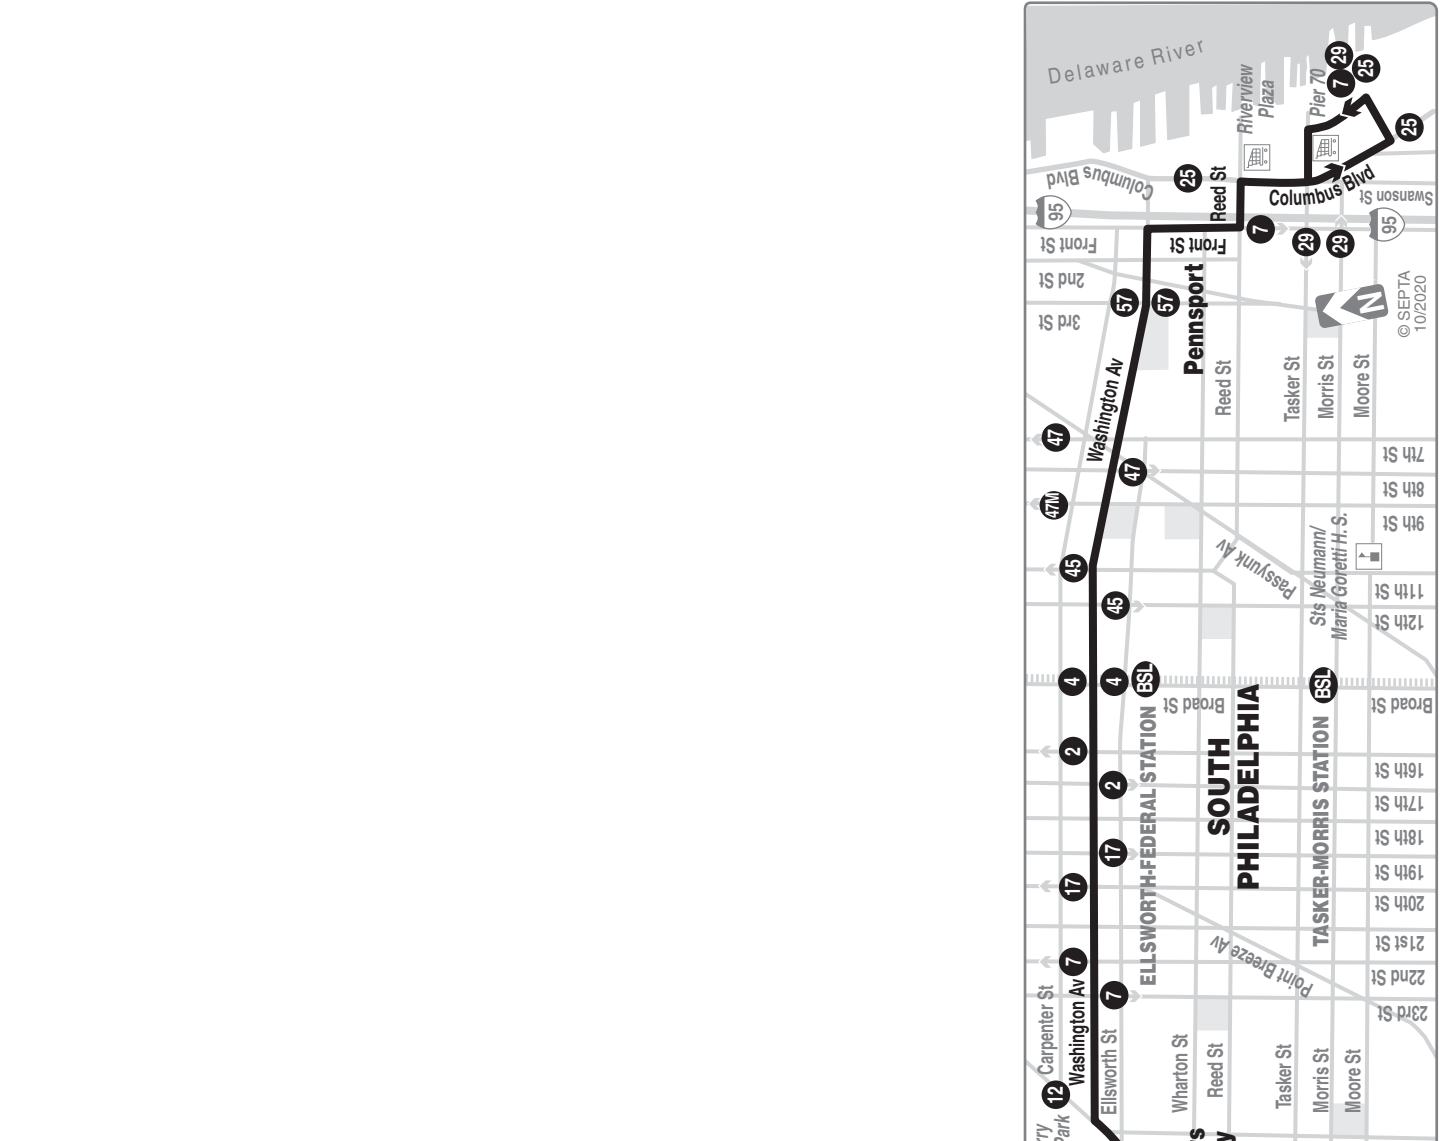 Delaware River
Riverview
Plaza
Pier 70
29
7
25
25
Columbus Blvd
25
Reed St
Columbus Blvd
Swanson St
95
95
Front St
Front St
7
29
29
2nd St
3rd St
57
57
Pennsport
N
© SEPTA
10/2020
Washington Av
Reed St
Tasker St
Morris St
Moore St
47
47
47M
7th St
8th St
9th St
Passyunk Av
Sts Neumann/
Maria Goretti H. S.
45
45
11th St
12th St
4
4
BSL
BSL
Broad St
Broad St
ELLSWORTH-FEDERAL STATION
SOUTH
PHILADELPHIA
TASKER-MORRIS STATION
2
2
16th St
17th St
18th St
19th St
20th St
21st St
22nd St
23rd St
17
17
Point Breeze Av
7
7
Carpenter St
Washington Av
Ellsworth St
Wharton St
Reed St
Tasker St
Morris St
Moore St
12
Park